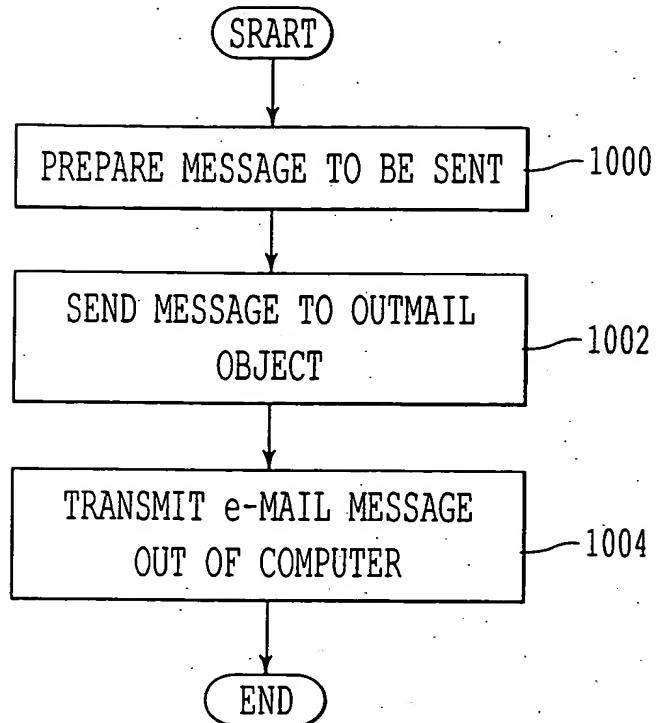 SRART
PREPARE MESSAGE TO BE SENT
1000
SEND MESSAGE TO OUTMAIL
OBJECT
1002
TRANSMIT e-MAIL MESSAGE
OUT OF COMPUTER
1004
END